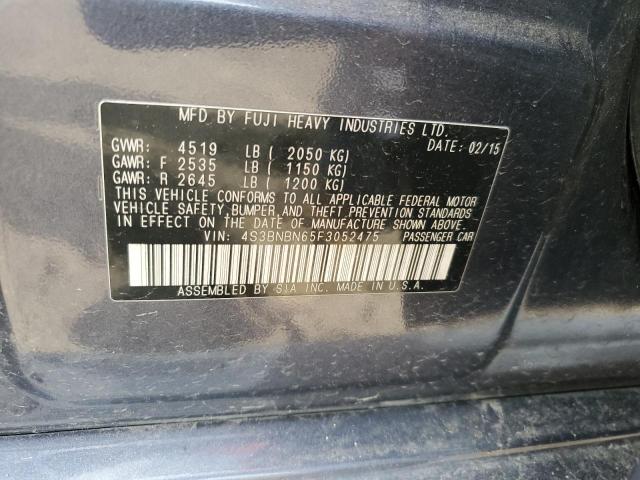 MFD BY FUJI HEAVY INDUSTRIES LTD.
GVWR: 4519 LB ( 2050 KG) DATE: 02/15
GAWR: F 2535 LB ( 1150 KG)
GAWR: R 2645 LB ( 1200 KG)
THIS VEHICLE CONFORMS TO ALL APPLICABLE FEDERAL MOTOR
VEHICLE SAFETY, BUMPER, AND THEFT PREVENTION STANDARDS
IN EFFECT ON THE DATE OF MANUFACTURE SHOWN ABOVE.
VIN: 4S3BNBN65F3052475 PASSENGER CAR
ASSEMBLED BY SIA INC. MADE IN U.S.A.